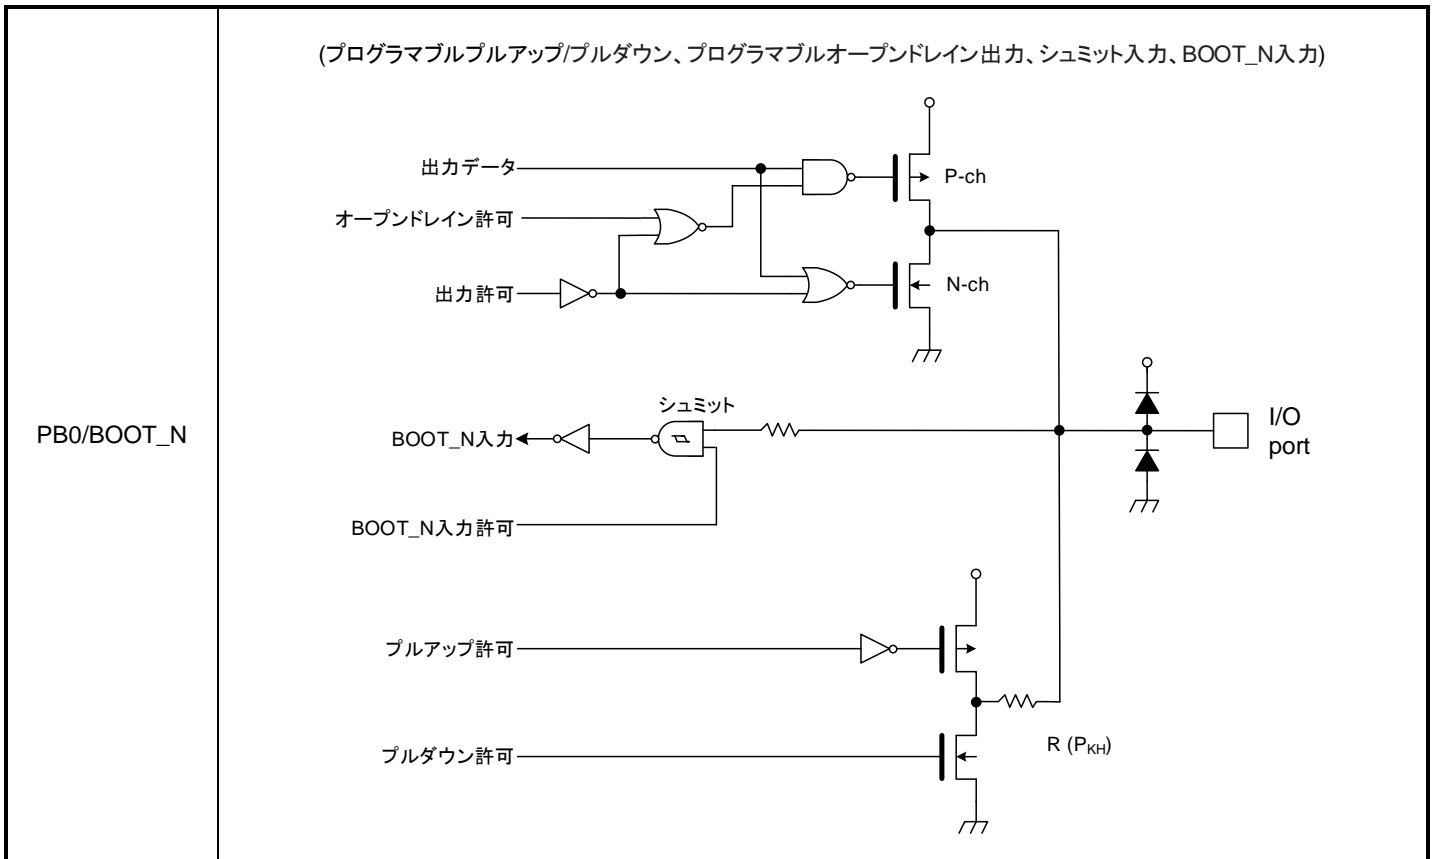 (プログラマブルプルアップ/プルダウン、プログラマブルオープンドレイン出力、シュミット入力、BOOT_N入力)
出力データ
P-ch
オープンドレイン許可
出力許可
N-ch
シュミット
PB0/BOOT_N
BOOT_N入力
I/O
port
BOOT_N入力許可
プルアップ許可
プルダウン許可
R (PKH)